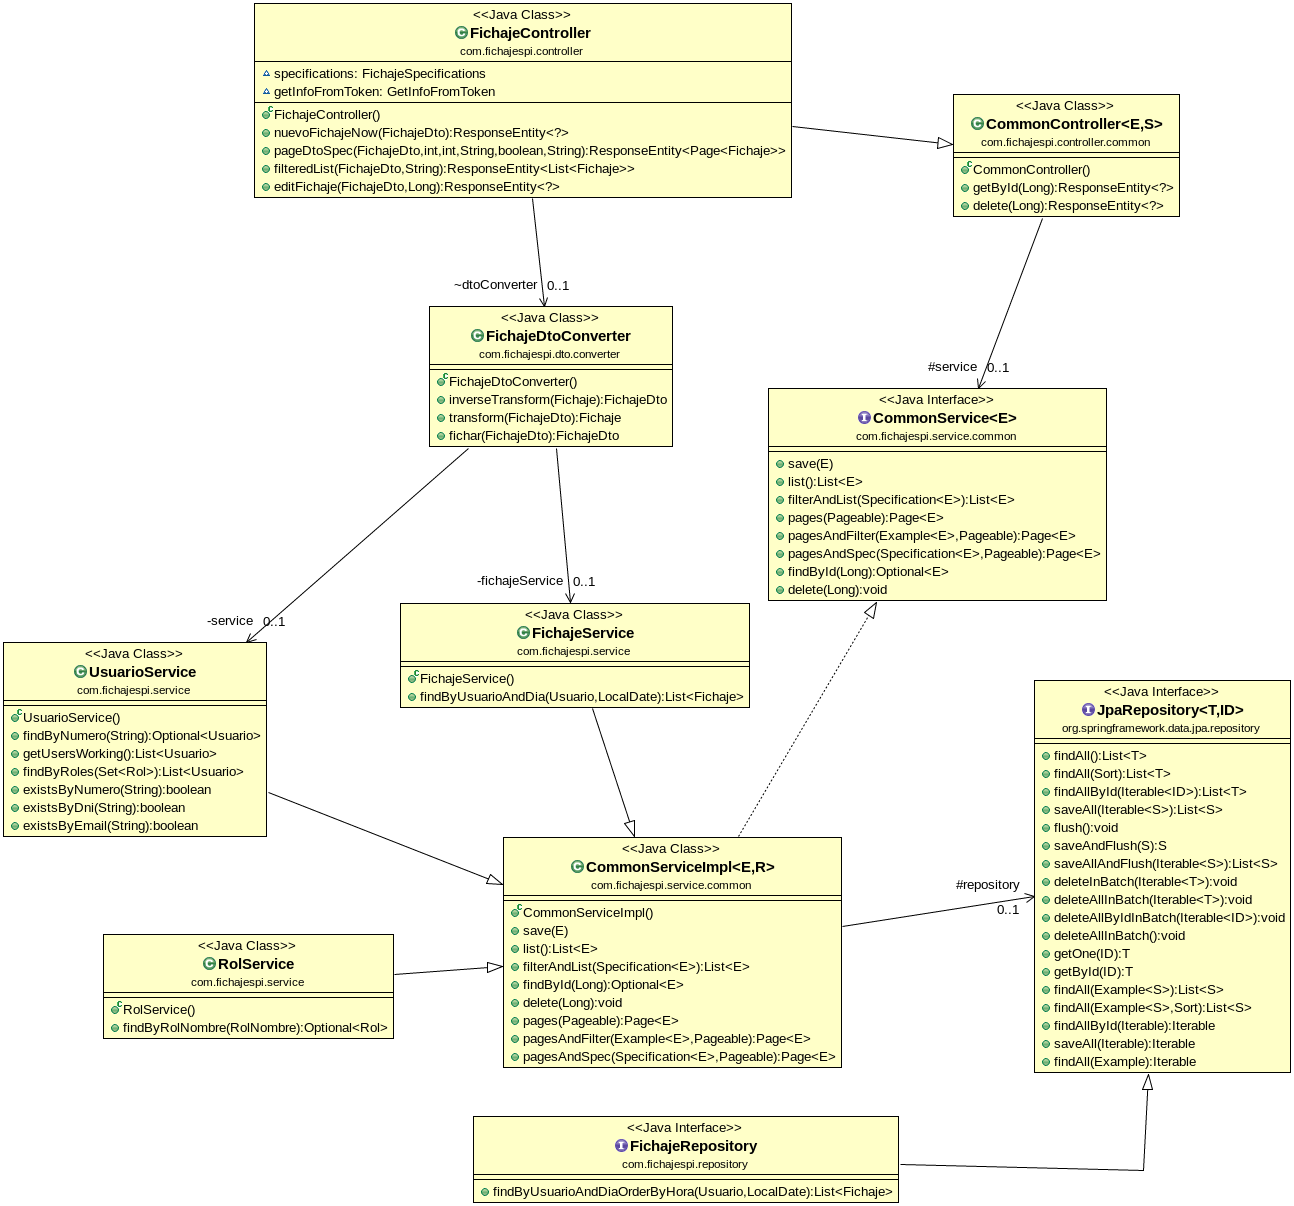 <<Java Class>>
FichajeController
com.fichajespi.controller
specifications: FichajeSpecifications
getInfoFromToken: GetInfoFromToken
FichajeController()
nuevoFichajeNow(FichajeDto):ResponseEntity<?>
pageDtoSpec(FichajeDto,int,int,String,boolean,String):ResponseEntity<Page<Fichaje>>
filteredList(FichajeDto,String):ResponseEntity<List<Fichaje>>
editFichaje(FichajeDto,Long):ResponseEntity<?>
<<Java Class>>
CommonController<E,S>
com.fichajespi.controller.common
CommonController()
getById(Long):ResponseEntity<?>
delete(Long):ResponseEntity<?>
~dtoConverter 0..1
<<Java Class>>
FichajeDtoConverter
com.fichajespi.dto.converter
FichajeDtoConverter()
inverseTransform(Fichaje):FichajeDto
transform(FichajeDto):Fichaje
fichar(FichajeDto):FichajeDto
#service 0..1
<<Java Interface>>
CommonService<E>
com.fichajespi.service.common
save(E)
list():List<E>
filterAndList(Specification<E>):List<E>
pages(Pageable):Page<E>
pagesAndFilter(Example<E>,Pageable):Page<E>
pagesAndSpec(Specification<E>,Pageable):Page<E>
findById(Long):Optional<E>
delete(Long):void
-fichajeService 0..1
-service 0..1
<<Java Class>>
FichajeService
com.fichajespi.service
FichajeService()
findByUsuarioAndDia(Usuario,LocalDate):List<Fichaje>
<<Java Class>>
UsuarioService
com.fichajespi.service
UsuarioService()
findByNumero(String):Optional<Usuario>
getUsersWorking():List<Usuario>
findByRoles(Set<Rol>):List<Usuario>
existsByNumero(String):boolean
existsByDni(String):boolean
existsByEmail(String):boolean
<<Java Interface>>
JpaRepository<T,ID>
org.springframework.data.jpa.repository
findAll():List<T>
findAll(Sort):List<T>
findAllById(Iterable<ID>):List<T>
saveAll(Iterable<S>):List<S>
flush():void
saveAndFlush(S):S
saveAllAndFlush(Iterable<S>):List<S>
deleteInBatch(Iterable<T>):void
deleteAllInBatch(Iterable<T>):void
deleteAllByIdInBatch(Iterable<ID>):void
deleteAllInBatch():void
getOne(ID):T
getById(ID):T
findAll(Example<S>):List<S>
findAll(Example<S>,Sort):List<S>
findAllById(Iterable):Iterable
saveAll(Iterable):Iterable
findAll(Example):Iterable
<<Java Class>>
CommonServiceImpl<E,R>
com.fichajespi.service.common
CommonServiceImpl()
save(E)
list():List<E>
filterAndList(Specification<E>):List<E>
findById(Long):Optional<E>
delete(Long):void
pages(Pageable):Page<E>
pagesAndFilter(Example<E>,Pageable):Page<E>
pagesAndSpec(Specification<E>,Pageable):Page<E>
#repository
0..1
<<Java Class>>
RolService
com.fichajespi.service
RolService()
findByRolNombre(RolNombre):Optional<Rol>
<<Java Interface>>
FichajeRepository
com.fichajespi.repository
findByUsuarioAndDiaOrderByHora(Usuario,LocalDate):List<Fichaje>